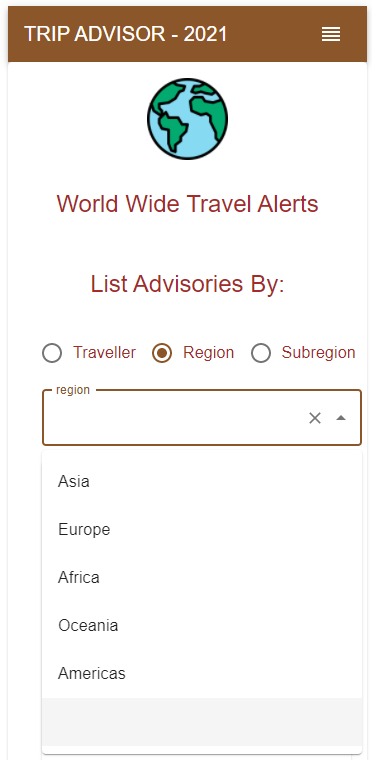 TRIP ADVISOR - 2021
World Wide Travel Alerts
List Advisories By:
Traveller Region Subregion
region
Asia
Europe
Africa
Oceania
Americas